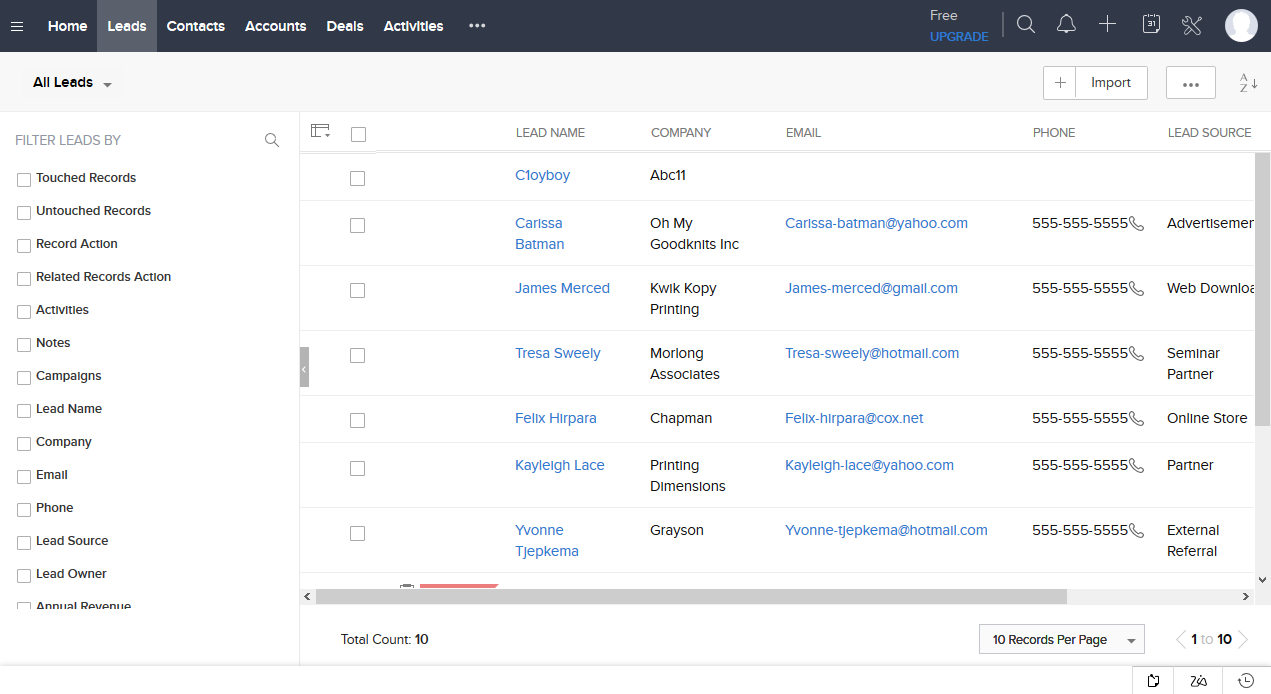 Home Leads Contacts Accounts Deals Activities ••• Free
UPGRADE
31
All Leads
Import
•••
A
Z
FILTER LEADS BY
LEAD NAME COMPANY EMAIL PHONE LEAD SOURCE
Touched Records
Untouched Records
Record Action
Related Records Action
Activities
Notes
Campaigns
Lead Name
Company
Email
Phone
Lead Source
Lead Owner
Annual Revenue
C1oyboy Abc11
Carissa Oh My Carissa-batman@yahoo.com 555-555-5555 Advertisemer
Batman Goodknits Inc
James Merced Kwik Kopy James-merced@gmail.com 555-555-5555 Web Downloa
Printing
Tresa Sweely Morlong Tresa-sweely@hotmail.com 555-555-5555 Seminar
Associates Partner
Felix Hirpara Chapman Felix-hirpara@cox.net 555-555-5555 Online Store
Kayleigh Lace Printing Kayleigh-lace@yahoo.com 555-555-5555 Partner
Dimensions
Yvonne Grayson Yvonne-tjepkema@hotmail.com 555-555-5555 External
Tjepkema Referral
Total Count: 10
10 Records Per Page
1 to 10